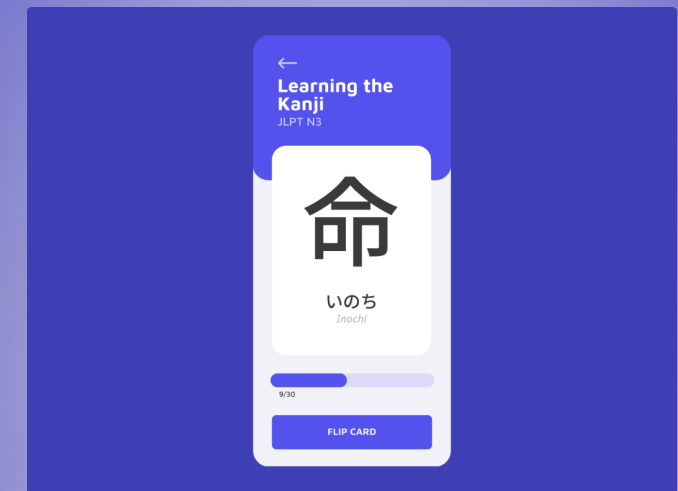 Learning the
Kanji
JLPT N3
命
いのち
Inochi
9/30
FLIP CARD